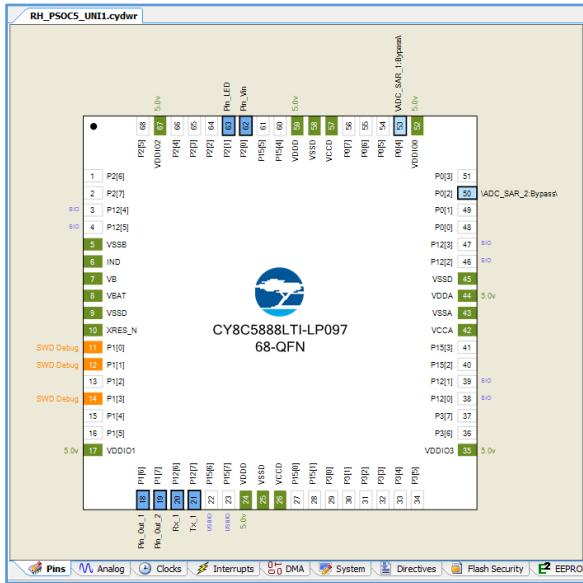 RH_PSOC5_UNI1.cydwr
5.0v
Pin_LED
Pin_Vin
5.0v
\ADC_SAR_1:Bypass\
5.0v
68 67 66 65 64 63 62 61 60 59 58 57 56 55 54 53 52
P2[5] VDDIO2 P2[4] P2[3] P2[2] P2[1] P2[0] P15[5] P15[4] VDDD VSSD VCCD P0[7] P0[6] P0[5] P0[4] VDDIO0
1 P2[6]
2 P2[7]
SIO 3 P12[4]
SIO 4 P12[5]
5 VSSB
6 IND
7 VB
8 VBAT
9 VSSD
10 XRES_N
SWD Debug 11 P1[0]
SWD Debug 12 P1[1]
13 P1[2]
SWD Debug 14 P1[3]
15 P1[4]
16 P1[5]
5.0v 17 VDDIO1
CY8C5888LTI-LP097
68-QFN
P0[3] 51
P0[2] 50 \ADC_SAR_2:Bypass\
P0[1] 49
P0[0] 48
P12[3] 47 SIO
P12[2] 46 SIO
VSSD 45
VDDA 44 5.0v
VSSA 43
VCCA 42
P15[3] 41
P15[2] 40
P12[1] 39 SIO
P12[0] 38 SIO
P3[7] 37
P3[6] 36
VDDIO3 35 5.0v
P1[6] P1[7] P12[6] P12[7] P15[6] P15[7] VDDD VSSD VCCD P15[0] P15[1] P3[0] P3[1] P3[2] P3[3] P3[4] P3[5]
18 19 20 21 22 23 24 25 26 27 28 29 30 31 32 33 34
Pin_Out_1
Pin_Out_2
Rx_1
Tx_1
USBIO
USBIO
5.0v
Pins Analog Clocks Interrupts DMA System Directives Flash Security EEPRO